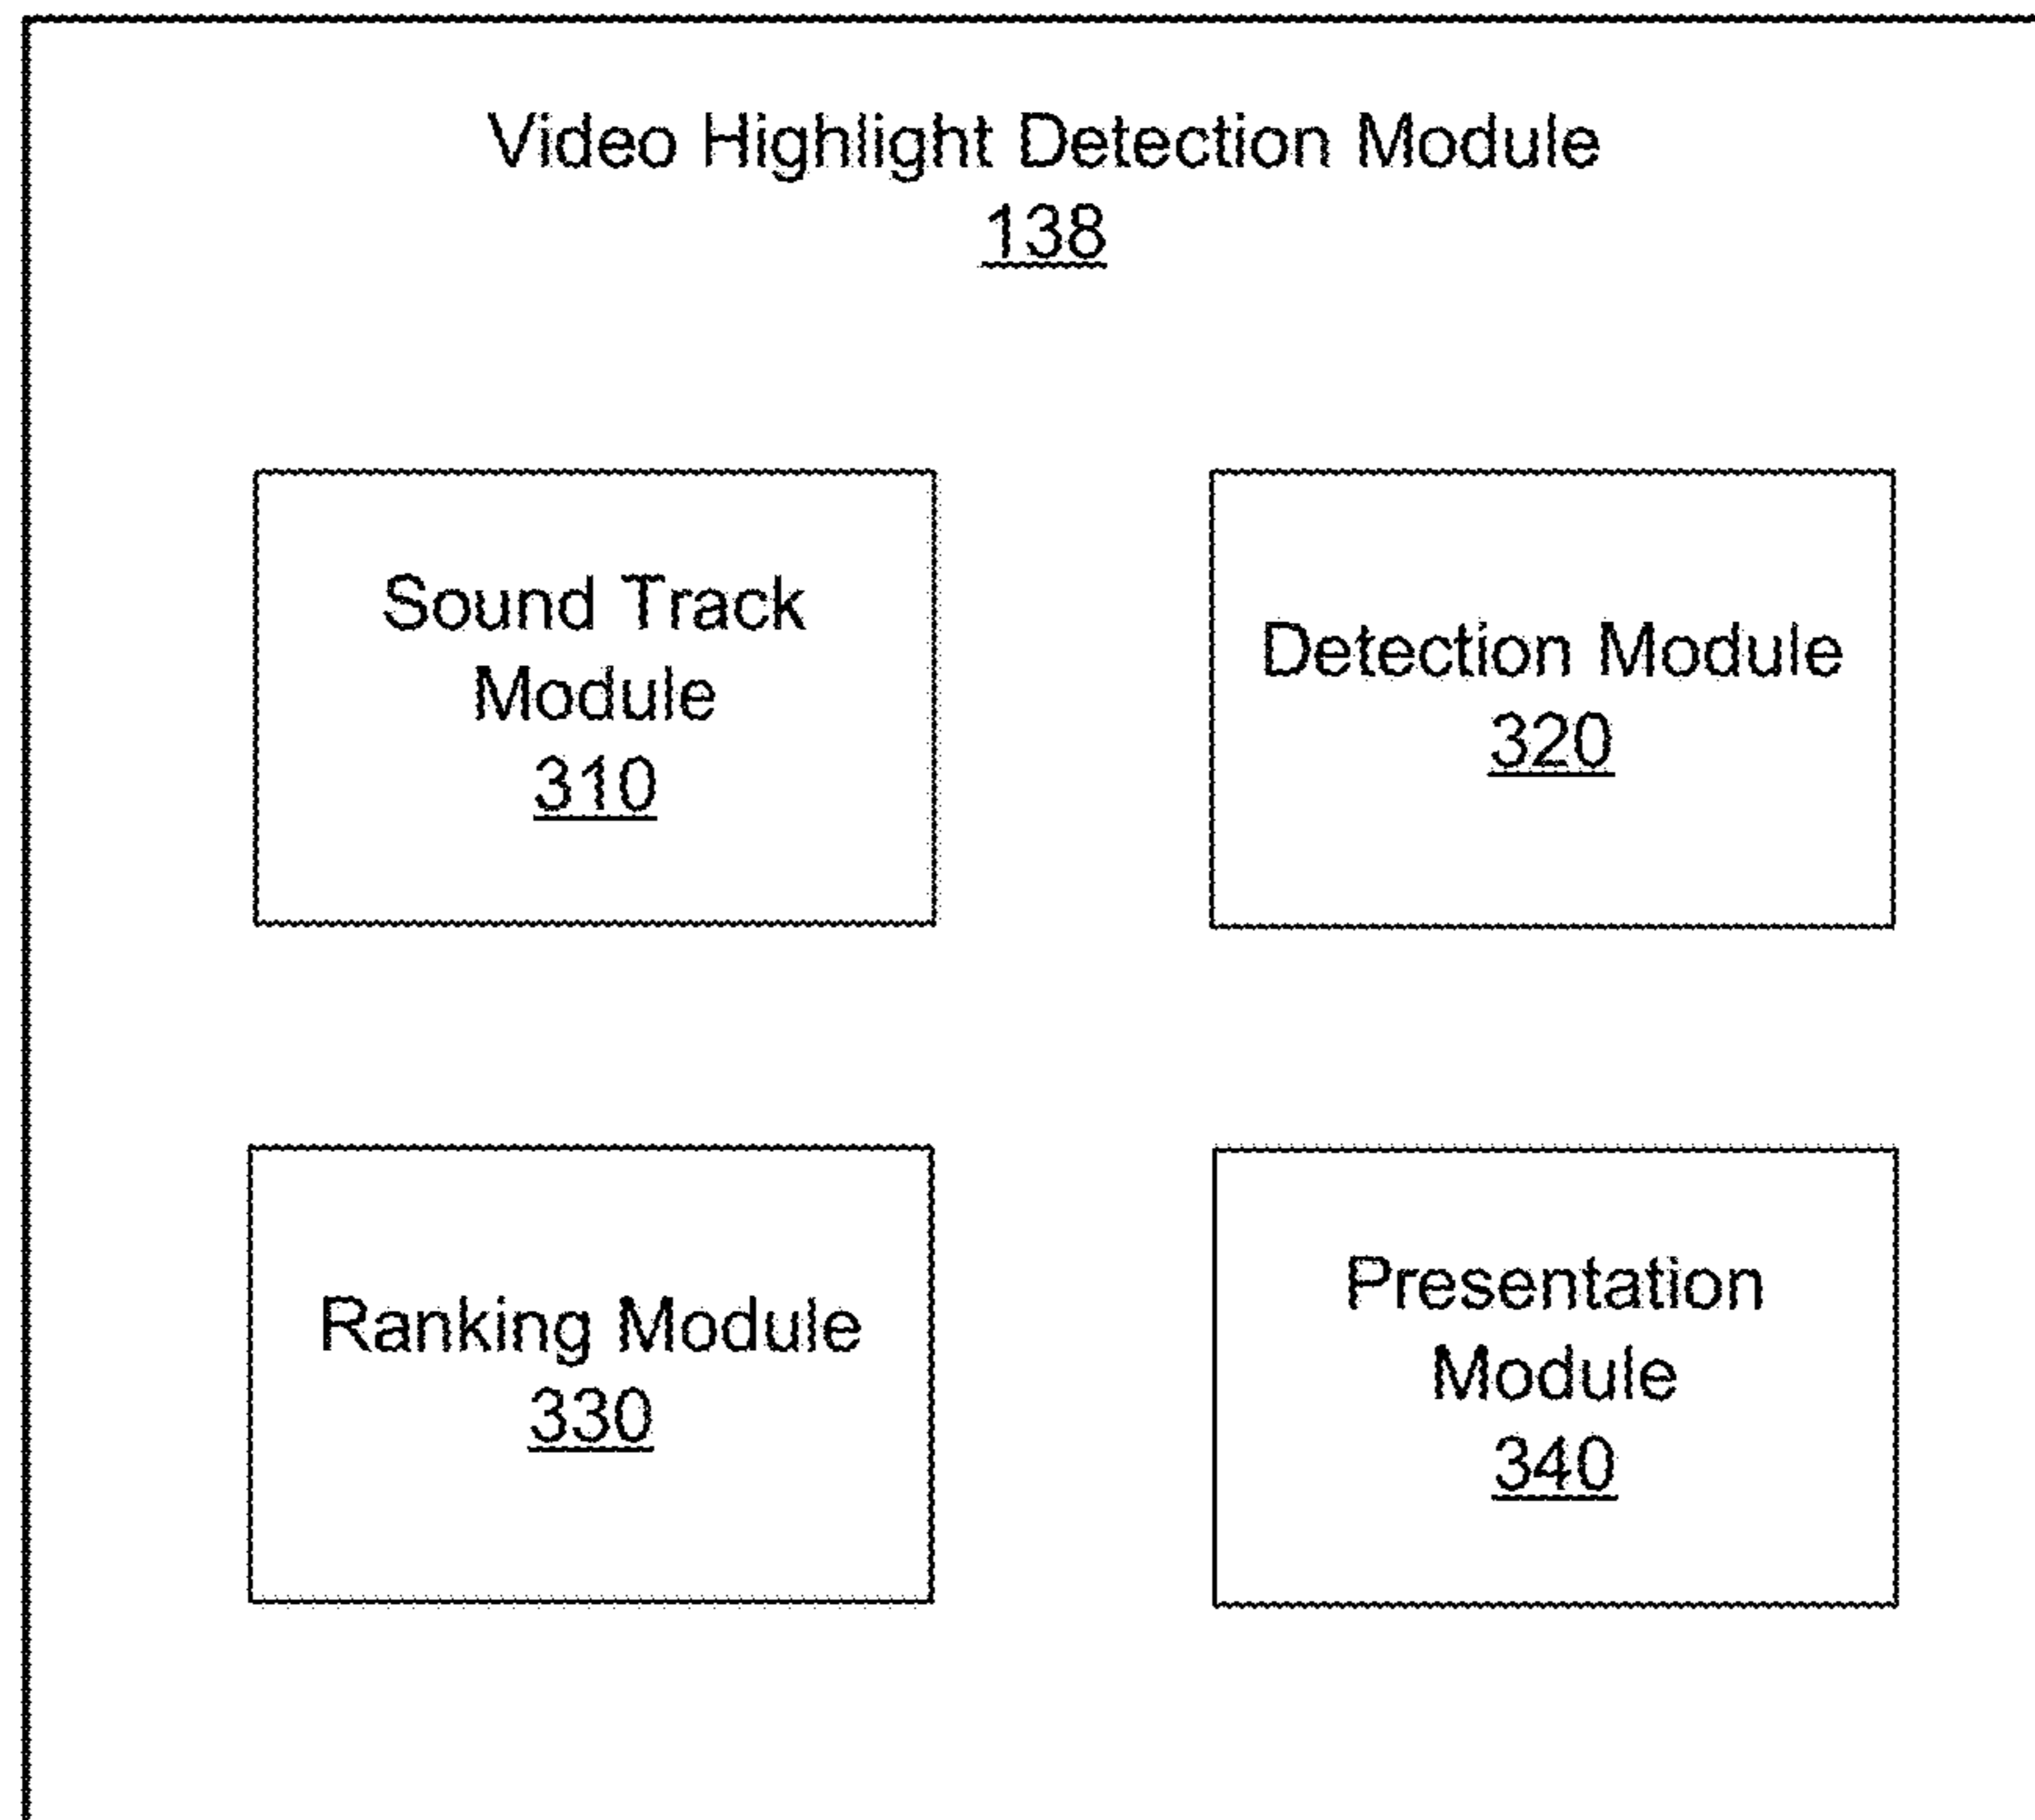 Video Highlight Detection Module
138
Sound Track
Module
310
Detection Module
320
Ranking Module
330
Presentation
Module
340